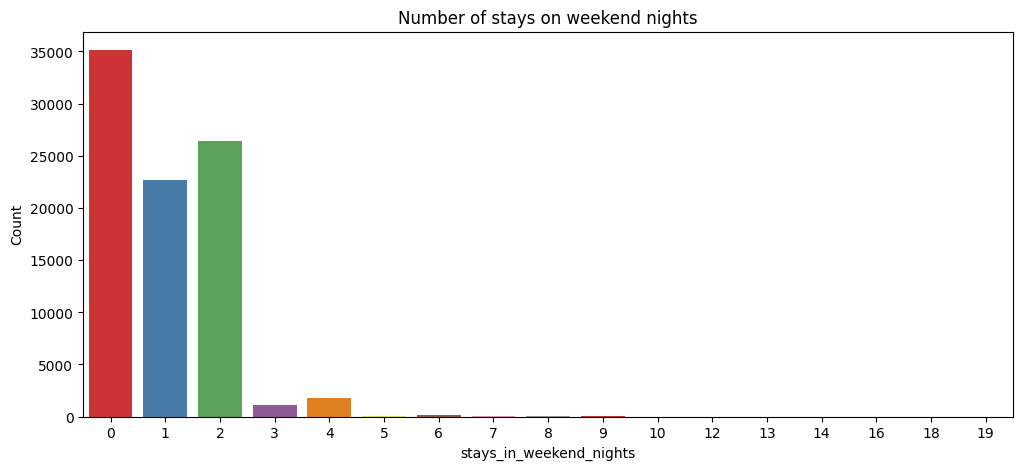 Number of stays on weekend nights
Count
35000
30000
25000
20000
15000
10000
5000
0
0 1 2 3 4 5 6 7 8 9 10 12 13 14 16 18 19
stays_in_weekend_nights